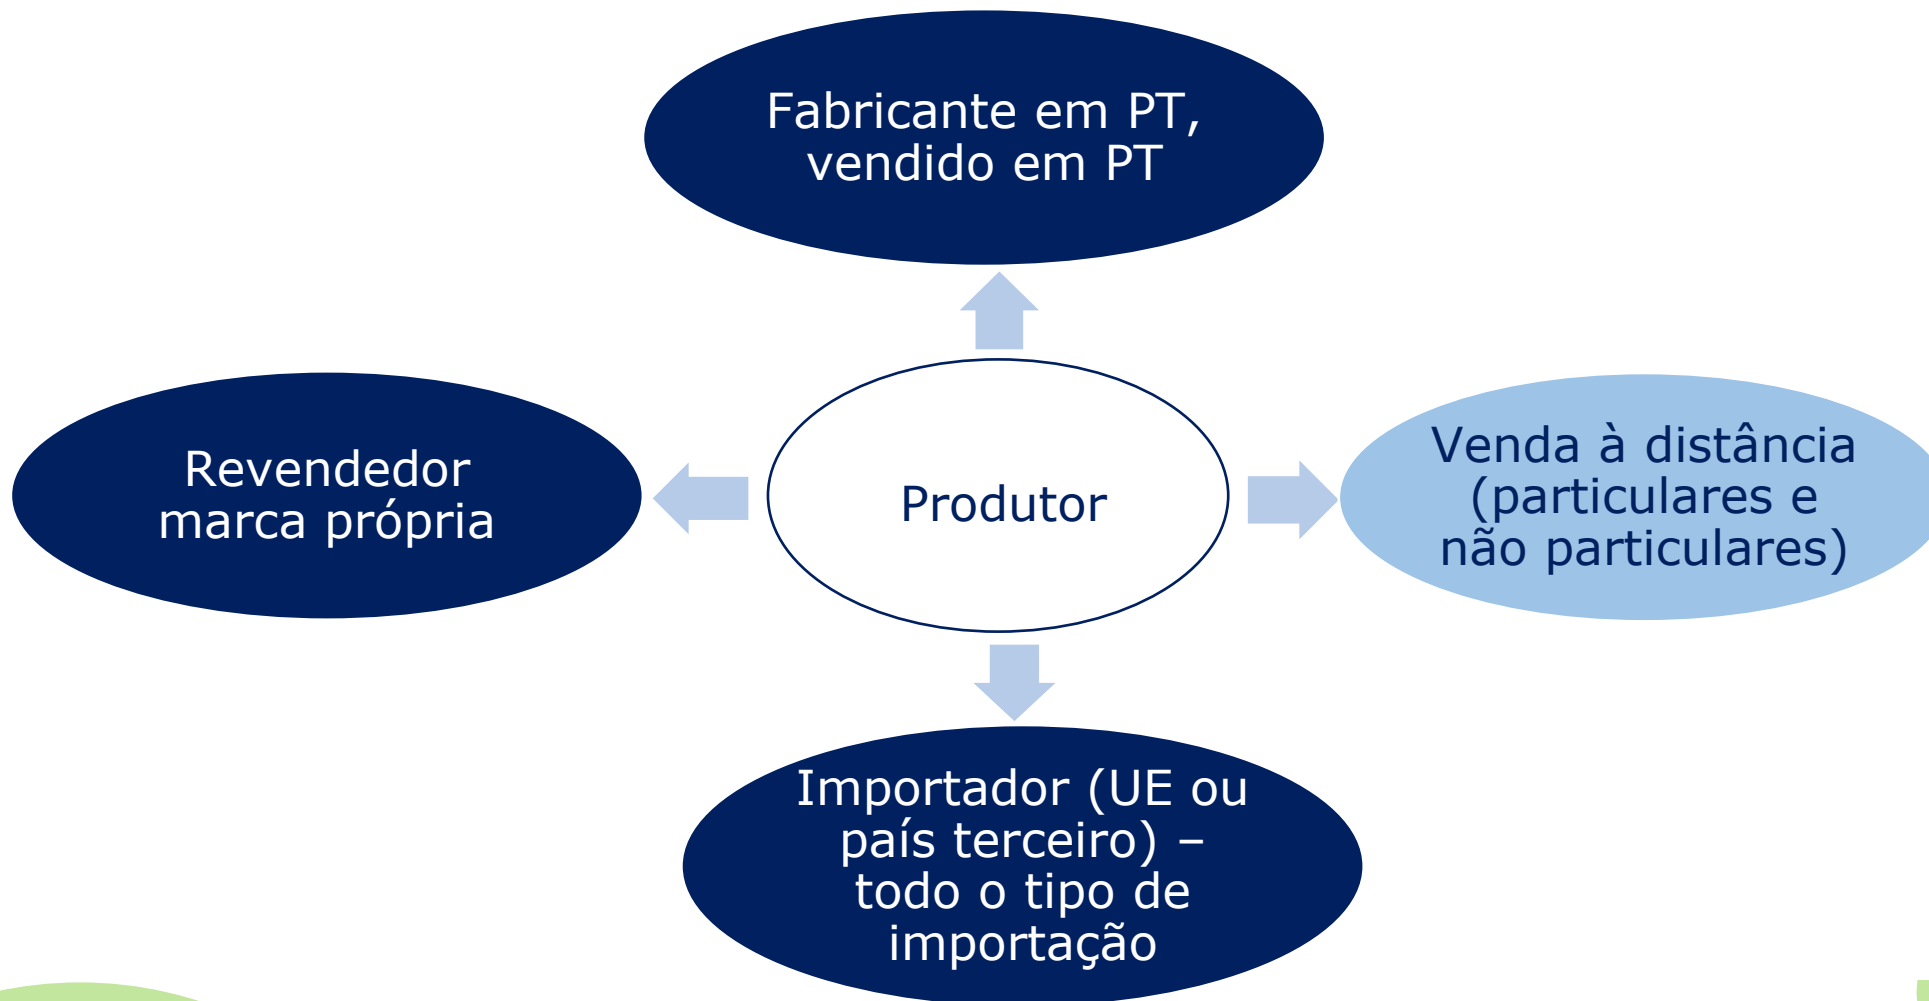 Fabricante em PT,
vendido em PT
Revendedor
marca própria
Produtor
Venda à distância
(particulares e
não particulares)
Importador (UE ou
país terceiro) –
todo o tipo de
importação